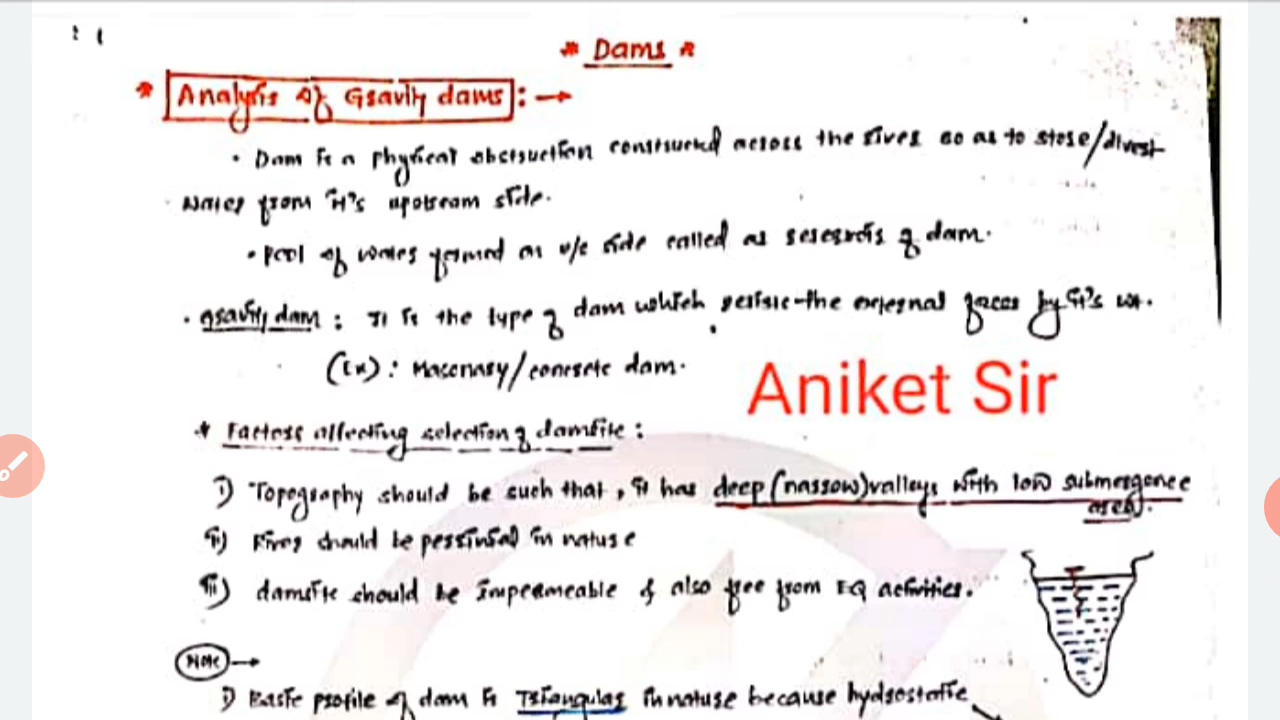 * Dams *
* Analysis of Gravity dams : →
• Dam is a physical obstruction constructed across the river so as to store/divert
water from it's upstream side.
• Pool of water formed on u/s side called as reservoir of dam.
• Gravity dam : It is the type of dam which resists the external forces by it's wt.
(Ex) : Masonary/concrete dam.
Aniket Sir
* Factors affecting selection of damsite :
i) Topography should be such that, it has deep (narrow) valleys with low submergence
area.
ii) River should be perrinial in nature
iii) damsite should be impermeable & also free from EQ activities.
Note →
i) Basic profile of dam is Triangular in nature because hydrostatic